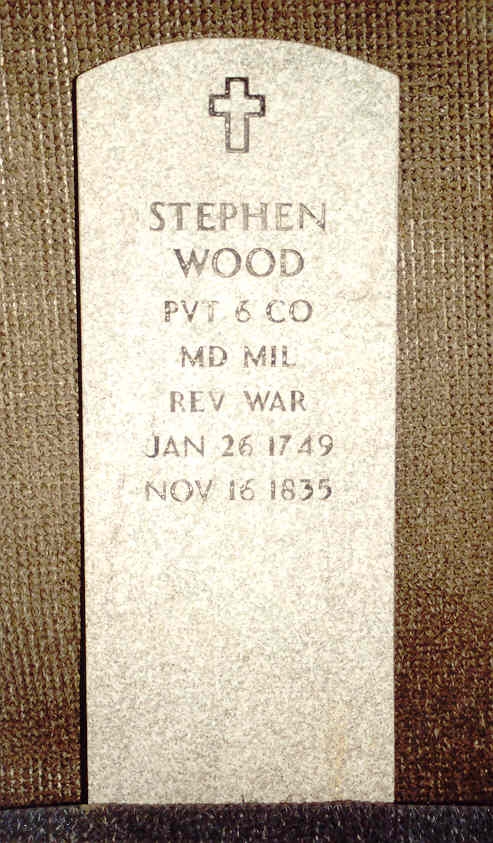 STEPHEN
WOOD
PVT 6 CO
MD MIL
REV WAR
JAN 26 1749
NOV 16 1835